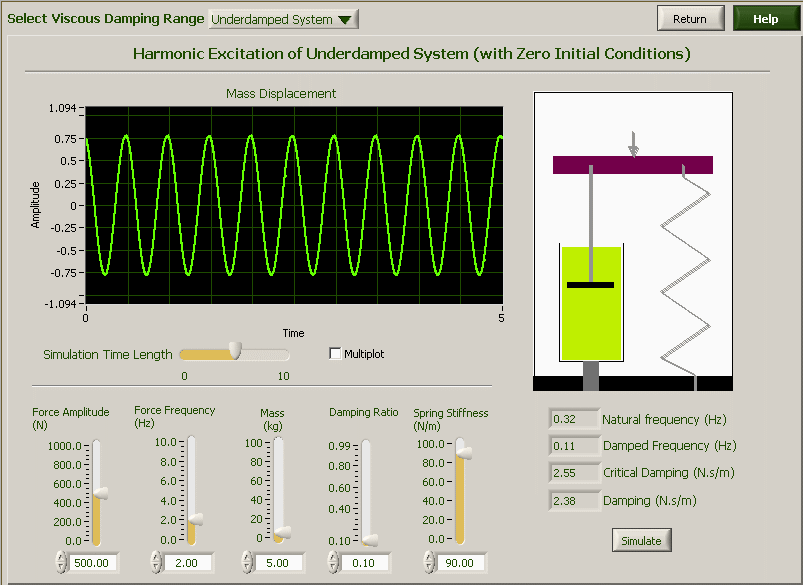 Select Viscous Damping Range Underdamped System Return Help
Harmonic Excitation of Underdamped System (with Zero Initial Conditions)
Mass Displacement
1.094
0.75
0.5
0.25
0
-0.25
-0.5
-0.75
-1.094
Amplitude
0 5
Time
Simulation Time Length Multiplot
0 10
Force Amplitude (N)
1000.0
800.0
600.0
400.0
200.0
0.0
500.00
Force Frequency (Hz)
10.0
8.0
6.0
4.0
2.0
0.0
2.00
Mass (kg)
100
80
60
40
20
0
5.00
Damping Ratio
0.99
0.80
0.60
0.40
0.10
0.10
Spring Stiffness (N/m)
100.0
80.0
60.0
40.0
20.0
0.0
90.00
0.32 Natural frequency (Hz)
0.11 Damped Frequency (Hz)
2.55 Critical Damping (N.s/m)
2.38 Damping (N.s/m)
Simulate